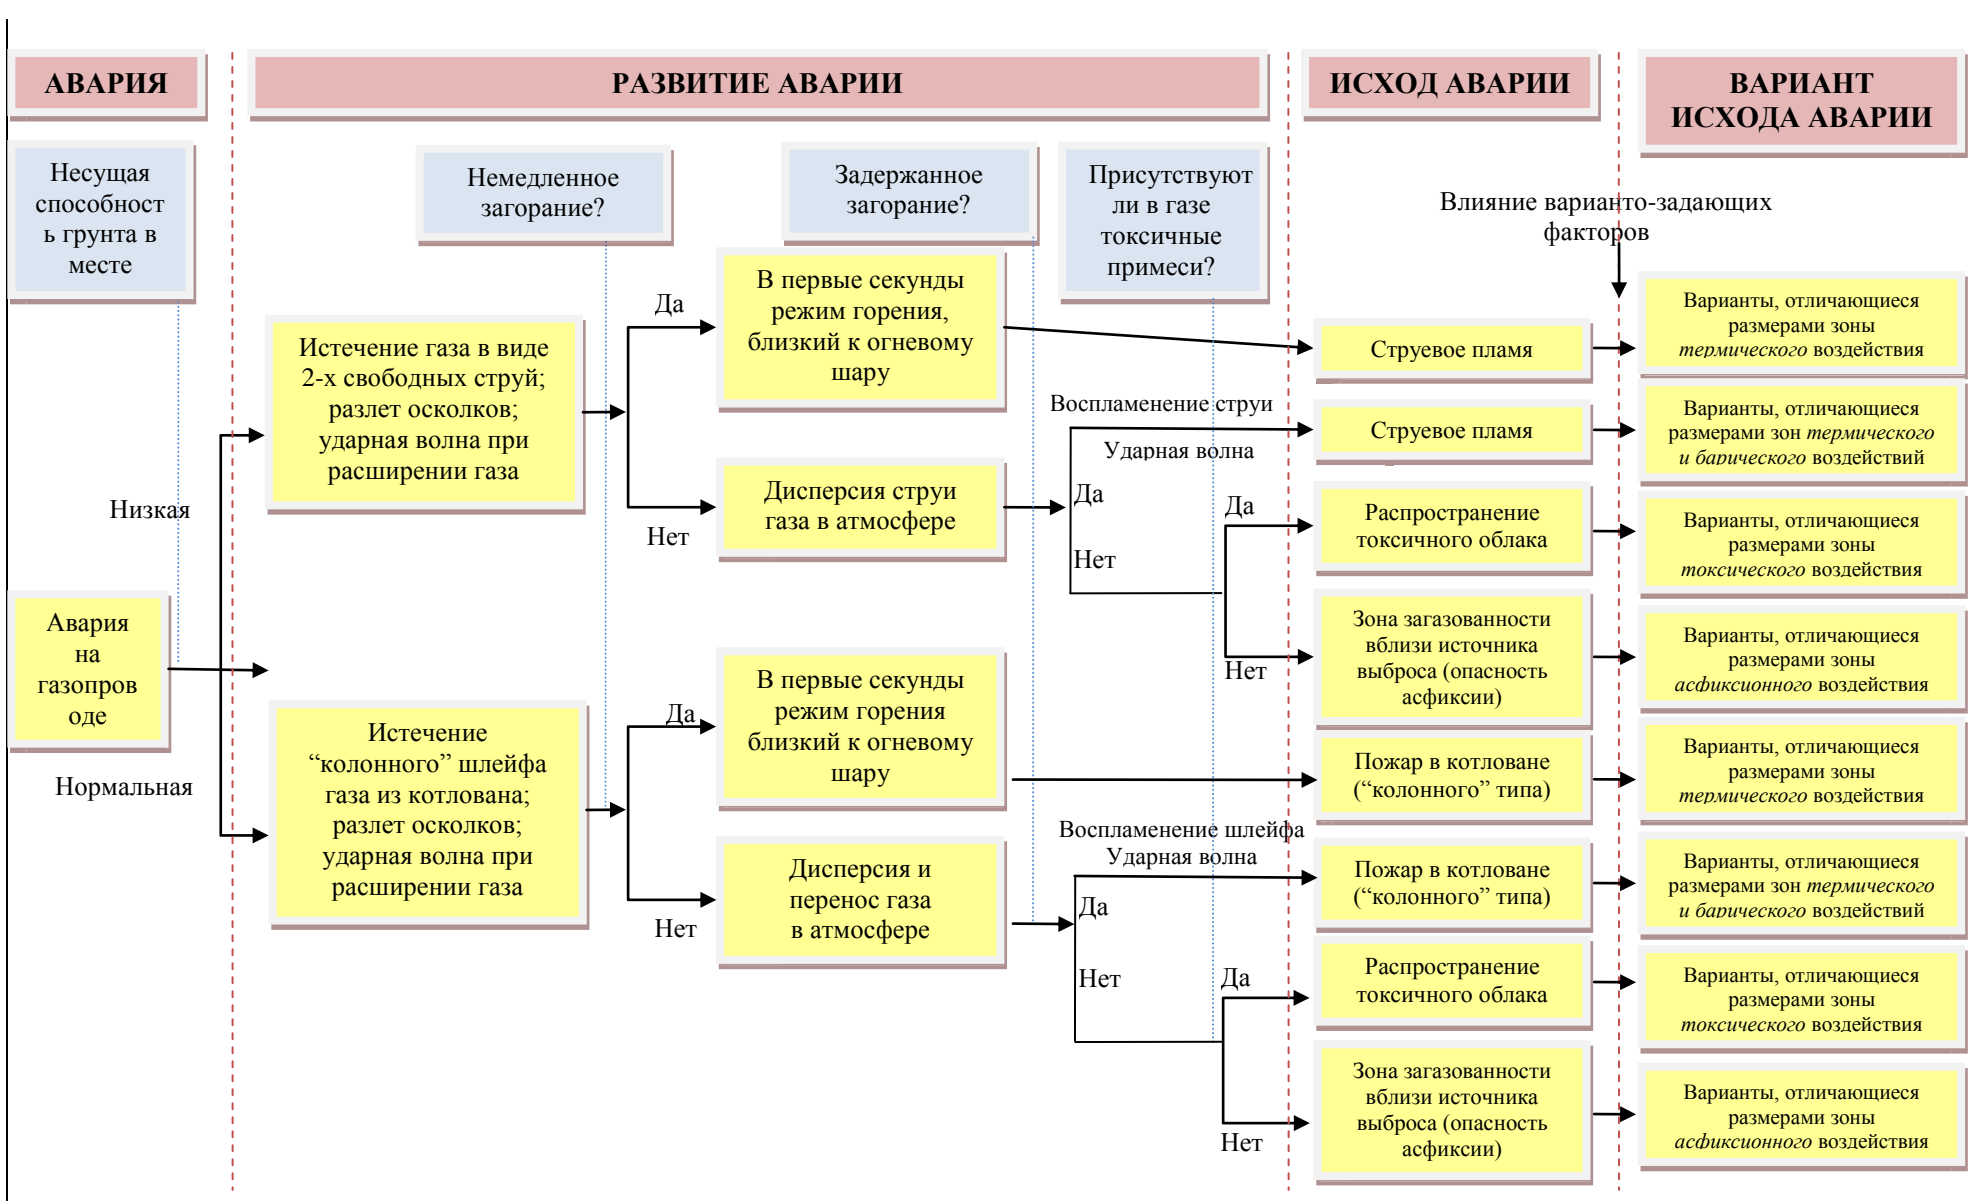 АВАРИЯ
РАЗВИТИЕ АВАРИИ
ИСХОД АВАРИИ
ВАРИАНТ
ИСХОДА АВАРИИ
Несущая
способност
ь грунта в
месте
Немедленное
загорание?
Задержанное
загорание?
Присутствуют
ли в газе
токсичные
примеси?
Влияние варианто-задающих
факторов
Низкая
Авария
на
газопров
оде
Нормальная
Истечение газа в виде
2-х свободных струй;
разлет осколков;
ударная волна при
расширении газа
Да
Нет
В первые секунды
режим горения,
близкий к огневому
шару
Дисперсия струи
газа в атмосфере
Воспламенение струи
Ударная волна
Да
Нет
Да
Нет
Струевое пламя
Струевое пламя
Распространение
токсичного облака
Зона загазованности
вблизи источника
выброса (опасность
асфиксии)
Варианты, отличающиеся
размерами зоны
термического воздействия
Варианты, отличающиеся
размерами зон термического
и барического воздействий
Варианты, отличающиеся
размерами зоны
токсического воздействия
Варианты, отличающиеся
размерами зоны
асфиксионного воздействия
Истечение
“колонного” шлейфа
газа из котлована;
разлет осколков;
ударная волна при
расширении газа
Да
Нет
В первые секунды
режим горения
близкий к огневому
шару
Дисперсия и
перенос газа
в атмосфере
Воспламенение шлейфа
Ударная волна
Да
Нет
Да
Нет
Пожар в котловане
(“колонного” типа)
Пожар в котловане
(“колонного” типа)
Распространение
токсичного облака
Зона загазованности
вблизи источника
выброса (опасность
асфиксии)
Варианты, отличающиеся
размерами зоны
термического воздействия
Варианты, отличающиеся
размерами зон термического
и барического воздействий
Варианты, отличающиеся
размерами зоны
токсического воздействия
Варианты, отличающиеся
размерами зоны
асфиксионного воздействия